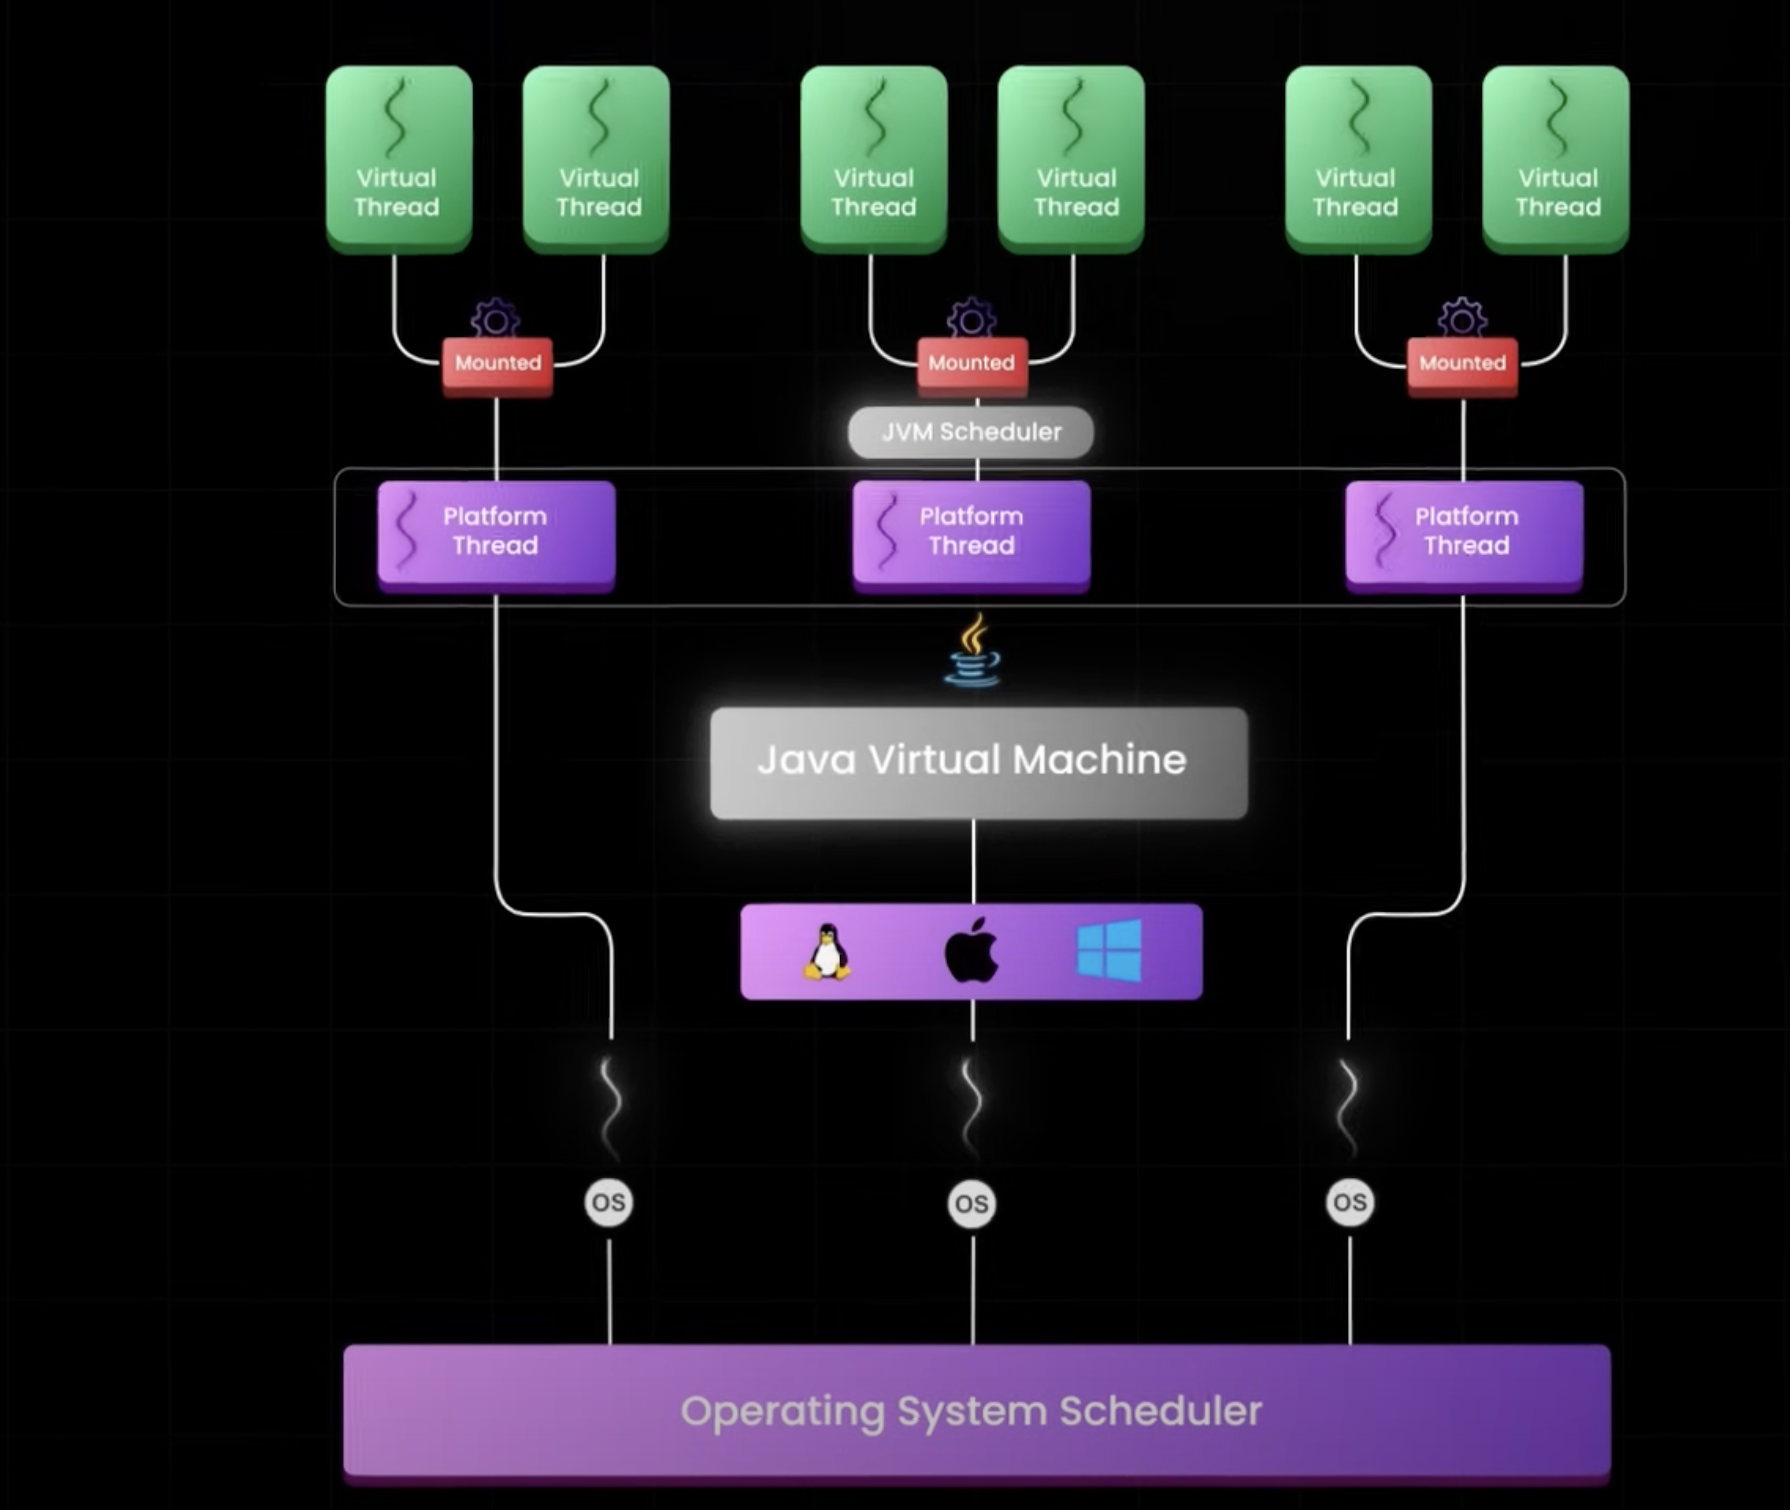 Virtual
Thread
Virtual
Thread
Virtual
Thread
Virtual
Thread
Virtual
Thread
Virtual
Thread
Mounted
Mounted
Mounted
JVM Scheduler
Platform
Thread
Platform
Thread
Platform
Thread
Java Virtual Machine
OS
OS
OS
Operating System Scheduler